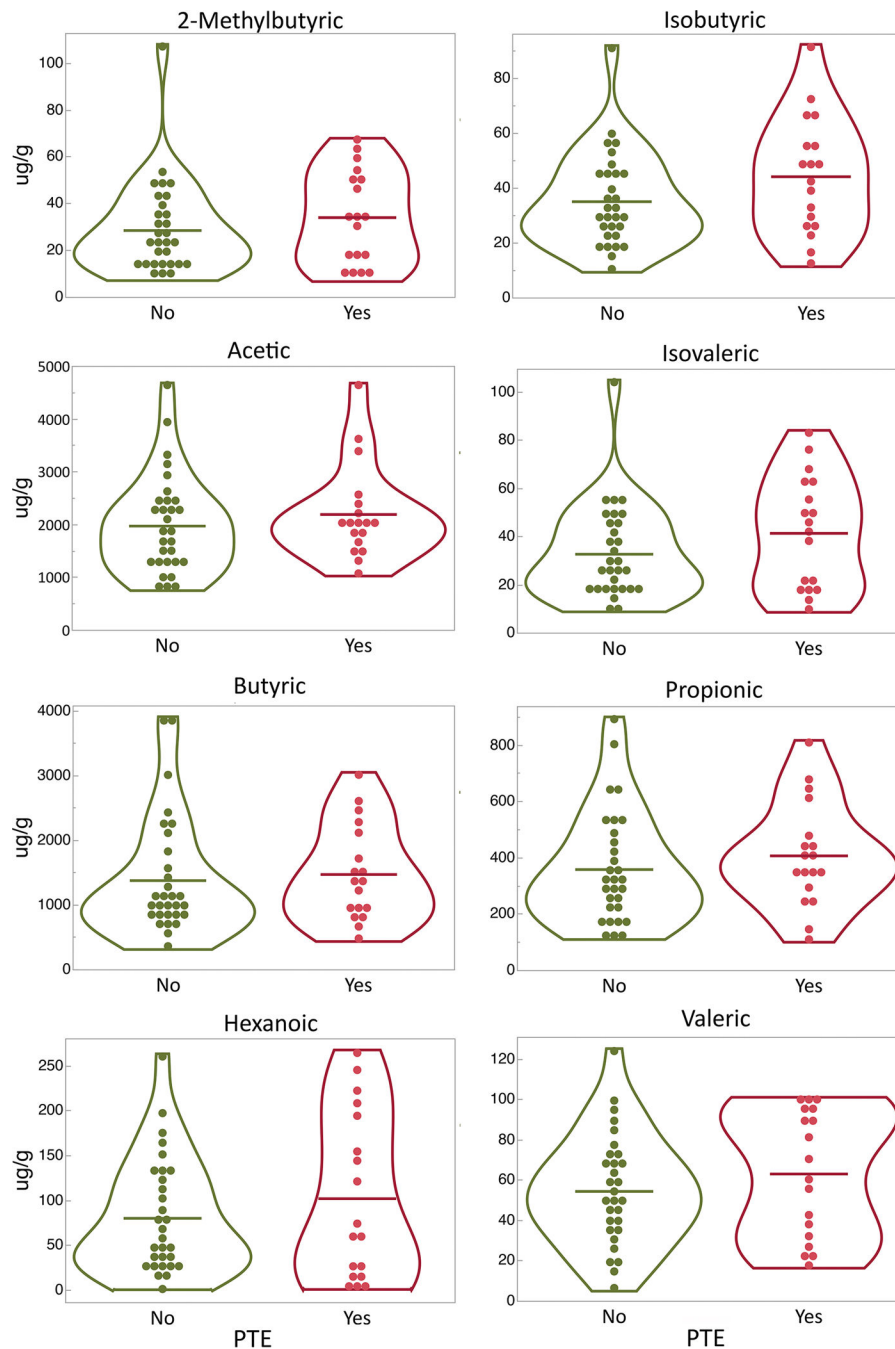 2-Methylbutyric
Isobutyric
ug/g
100
80
60
40
20
0
80
60
40
20
0
No
Yes
No
Yes
Acetic
Isovaleric
ug/g
5000
4000
3000
2000
1000
0
100
80
60
40
20
0
No
Yes
No
Yes
Butyric
Propionic
ug/g
4000
3000
2000
1000
0
800
600
400
200
0
No
Yes
No
Yes
Hexanoic
Valeric
ug/g
250
200
150
100
50
0
120
100
80
60
40
20
0
No
Yes
No
Yes
PTE
PTE